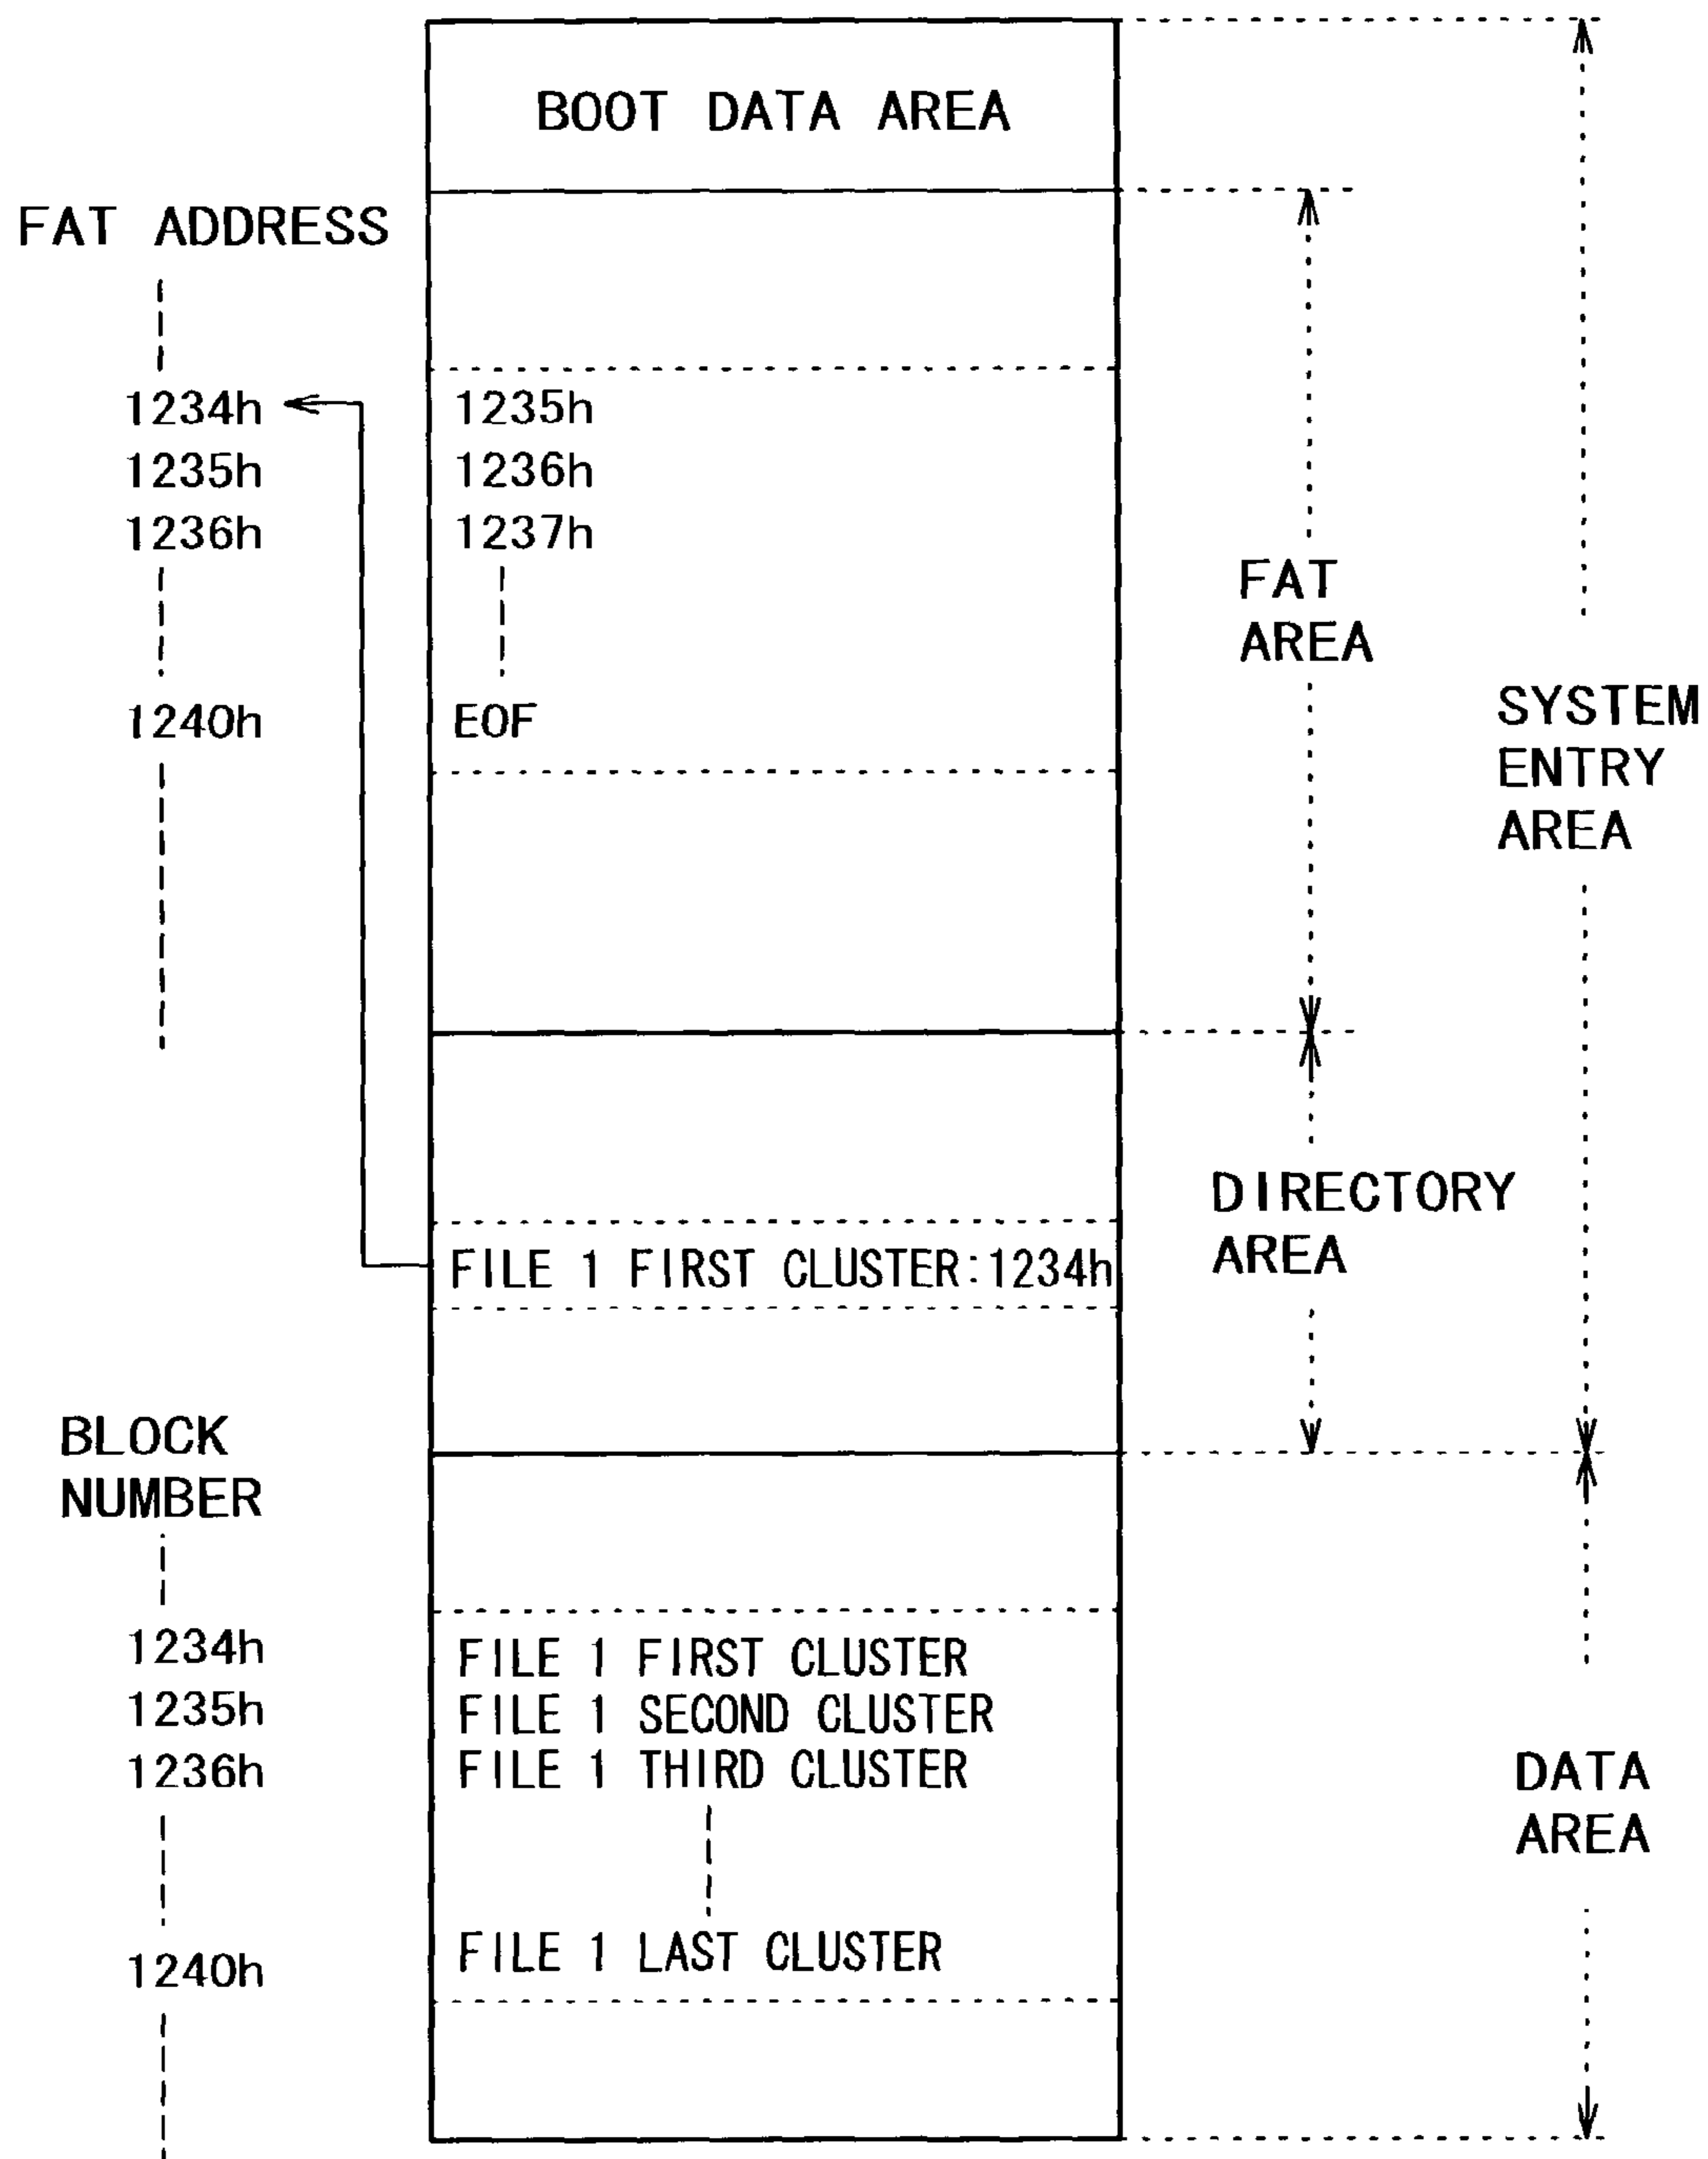 BOOT DATA AREA
FAT ADDRESS
1234h 1235h
1235h 1236h
1236h 1237h
FAT
AREA
1240h EOF
SYSTEM
ENTRY
AREA
DIRECTORY
AREA
FILE 1 FIRST CLUSTER:1234h
BLOCK
NUMBER
1234h FILE 1 FIRST CLUSTER
1235h FILE 1 SECOND CLUSTER
1236h FILE 1 THIRD CLUSTER
DATA
AREA
1240h FILE 1 LAST CLUSTER